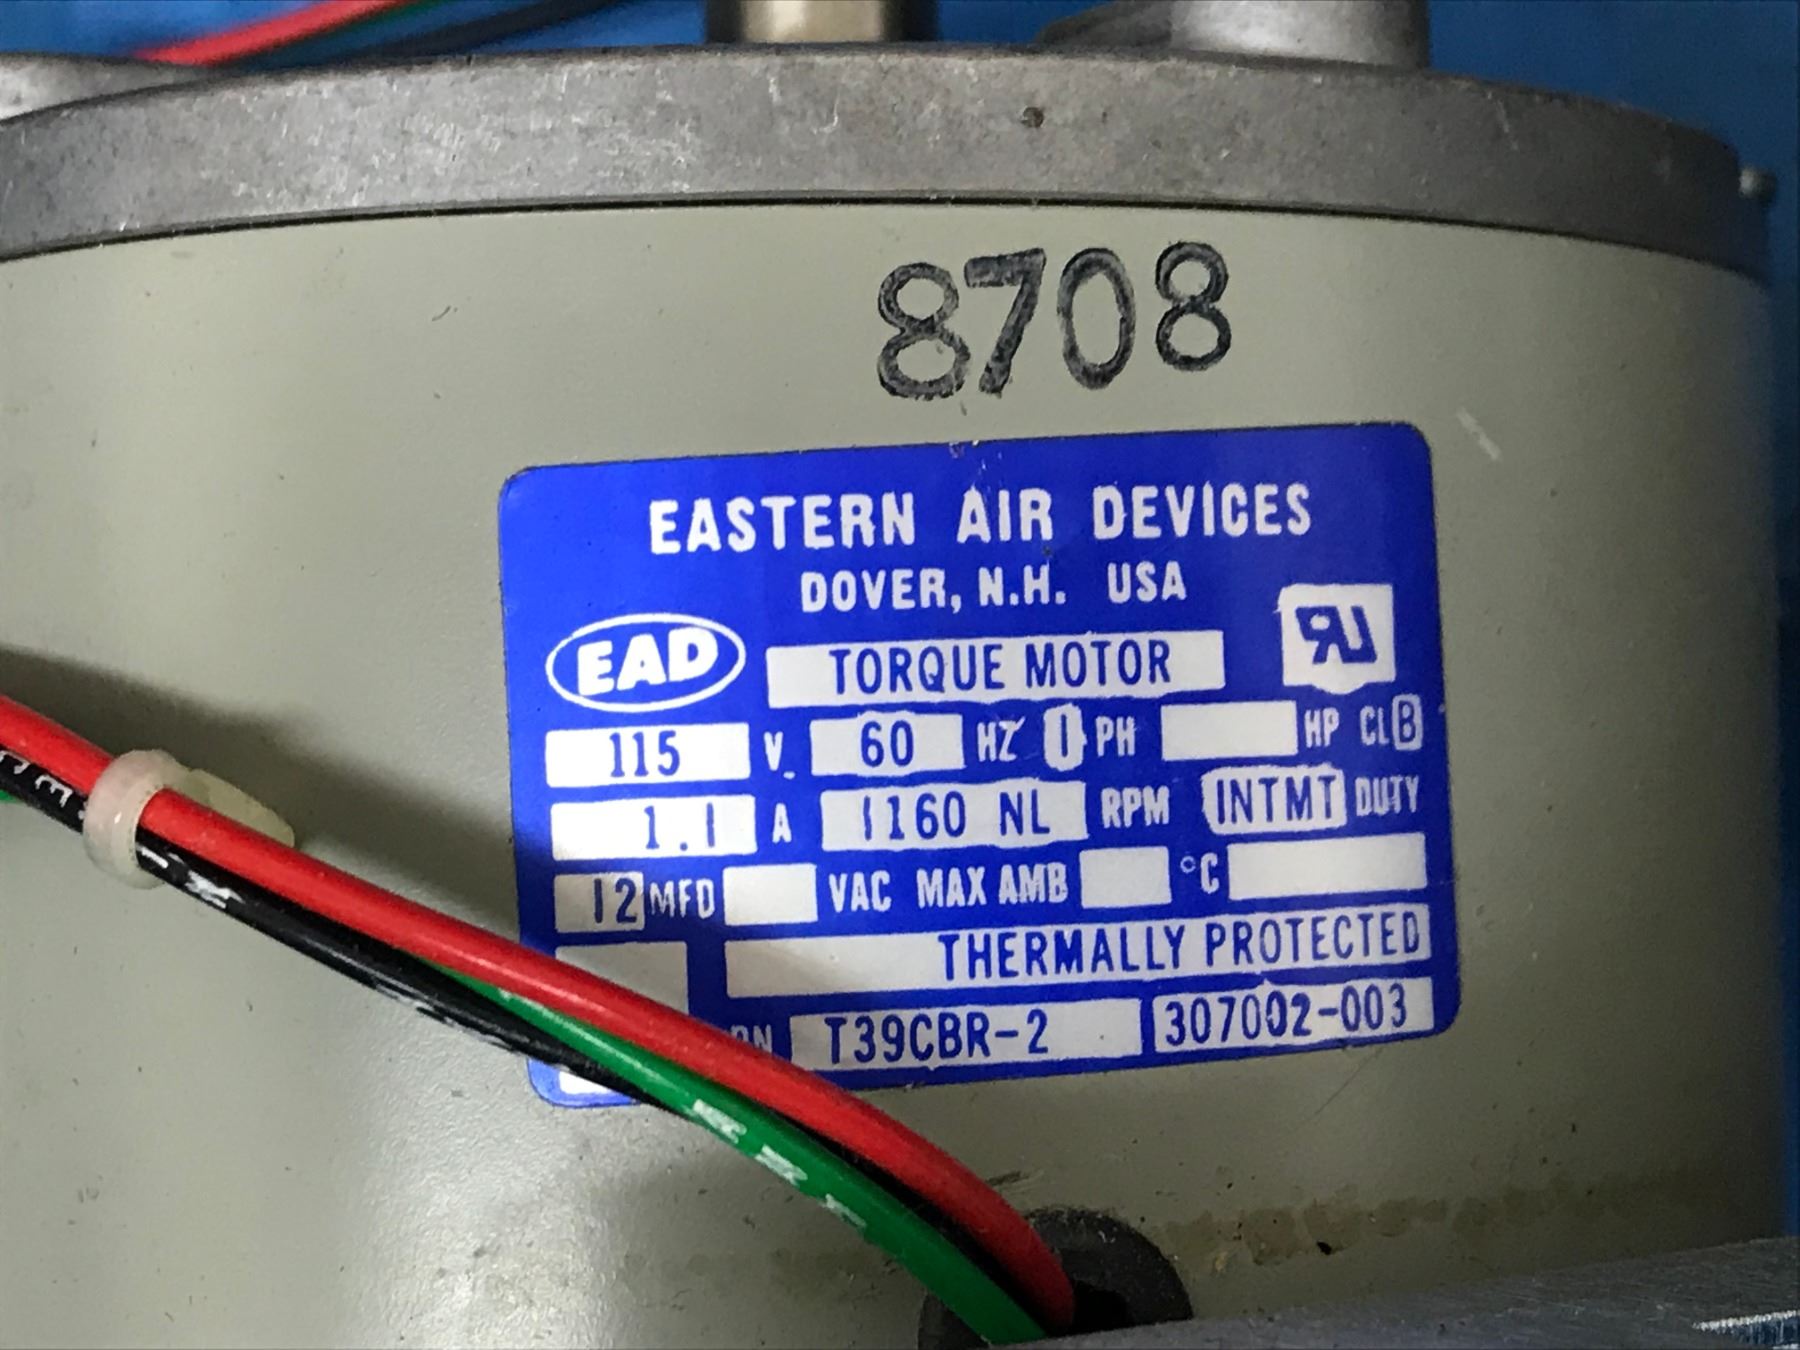 8708
EASTERN AIR DEVICES
DOVER, N.H. USA
EAD TORQUE MOTOR RU
115 V. 60 HZ 1 PH HP CL B
1.1 A 1160 NL RPM INTMT DUTY
12 MFD VAC MAX AMB °C
THERMALLY PROTECTED
T39CBR-2 307002-003